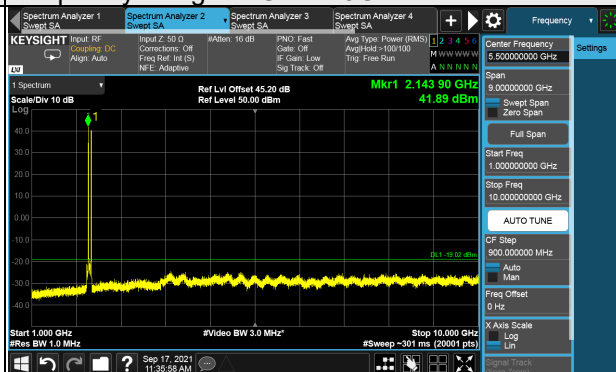 Spectrum Analyzer 1
Swept SA
Spectrum Analyzer 2
Swept SA
Spectrum Analyzer 3
Swept SA
Spectrum Analyzer 4
Swept SA
+
Frequency
KEYSIGHT
Input: RF
Coupling: DC
Align: Auto
Input Z: 50 Ω
Corrections: Off
Freq Ref: Int (S)
NFE: Adaptive
#Atten: 16 dB
PNO: Fast
Gate: Off
IF Gain: Low
Sig Track: Off
Avg Type: Power (RMS)
Avg|Hold:>100/100
Trig: Free Run
1 2 3 4 5 6
M W W W W W
A N N N N N
LXI
1 Spectrum
Scale/Div 10 dB
Log
Ref Lvl Offset 45.20 dB
Ref Level 50.00 dBm
Mkr1 2.143 90 GHz
41.89 dBm
1
40.0
30.0
20.0
10.0
0.00
-10.0
-20.0
-30.0
-40.0
DL1 -19.02 dBm
Start 1.000 GHz
#Res BW 1.0 MHz
#Video BW 3.0 MHz*
Stop 10.000 GHz
#Sweep ~301 ms (20001 pts)
Center Frequency
5.500000000 GHz
Settings
Span
9.00000000 GHz
Swept Span
Zero Span
Full Span
Start Freq
1.000000000 GHz
Stop Freq
10.000000000 GHz
AUTO TUNE
CF Step
900.000000 MHz
Auto
Man
Freq Offset
0 Hz
X Axis Scale
Log
Lin
Signal Track
?
Sep 17, 2021
11:35:58 AM